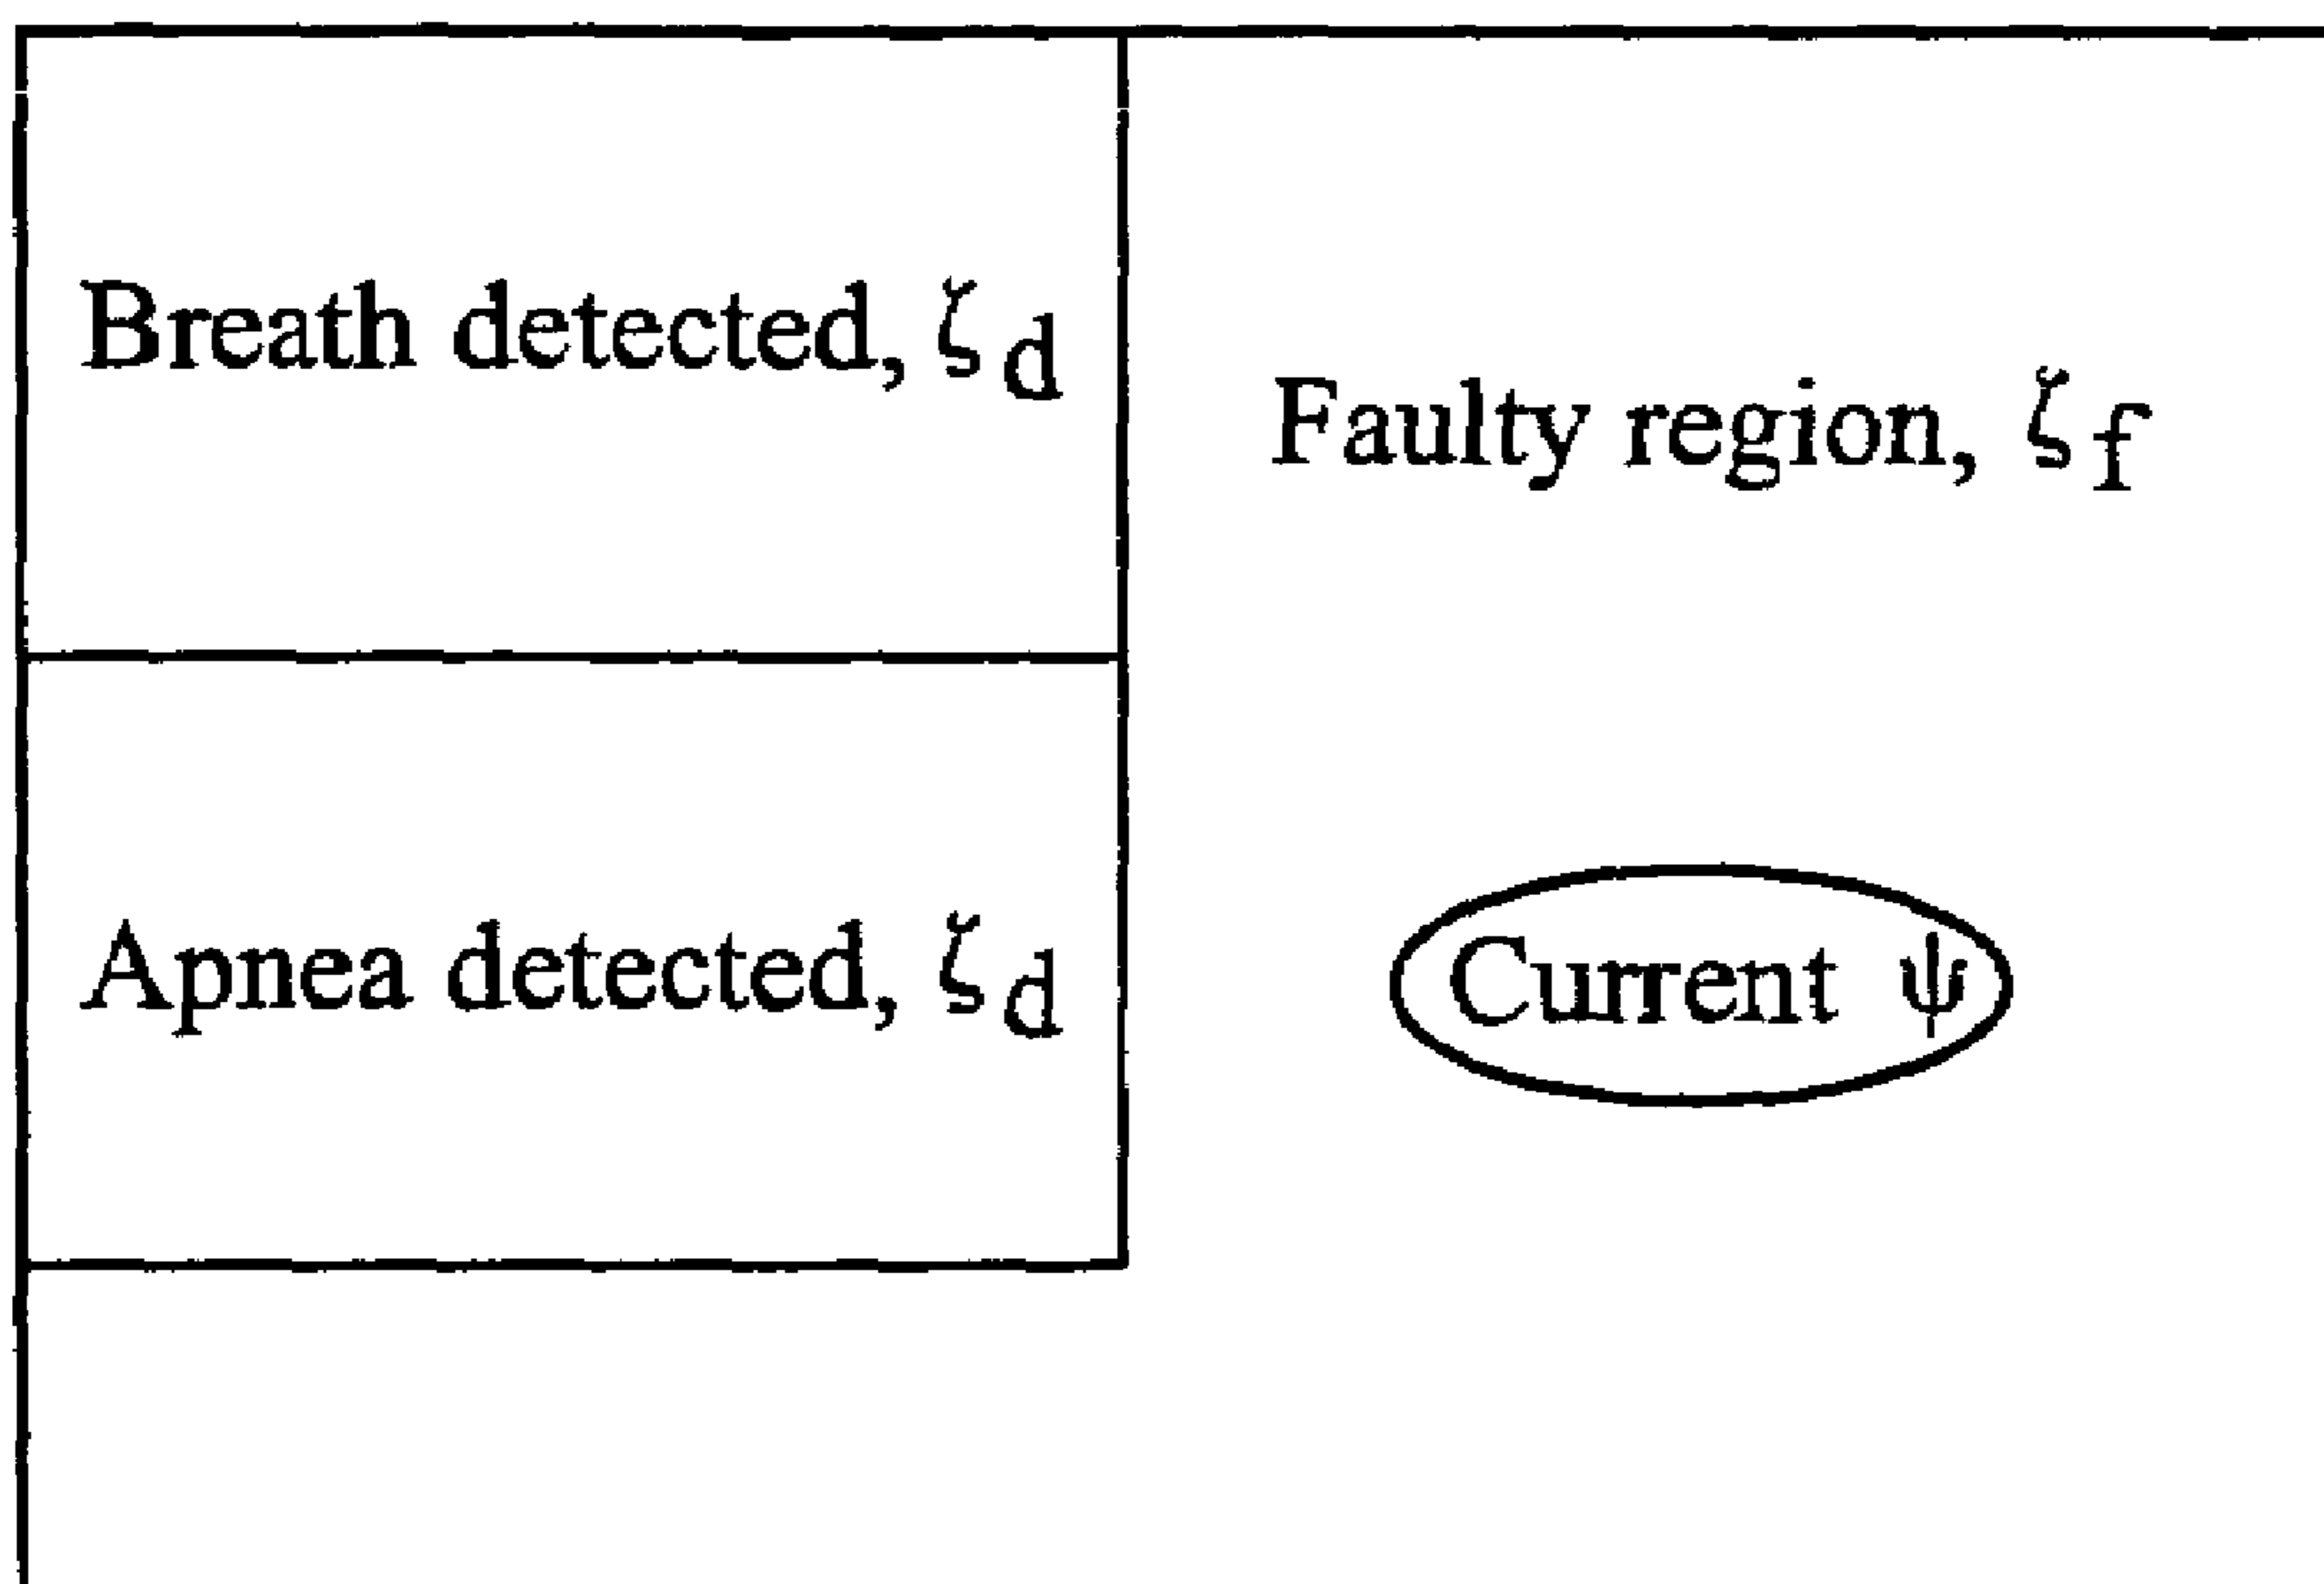 Breath detected, ζd
Faulty region, ζf
Apnea detected, ζd
Current ψ